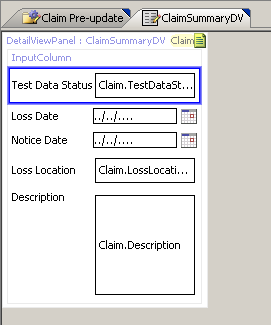 Claim Pre-update
ClaimSummaryDV
DetailViewPanel : ClaimSummaryDV Claim
InputColumn
Test Data Status Claim.TestDataSt...
Loss Date ../../....
Notice Date ../../....
Loss Location Claim.LossLocati...
Description
Claim.Description